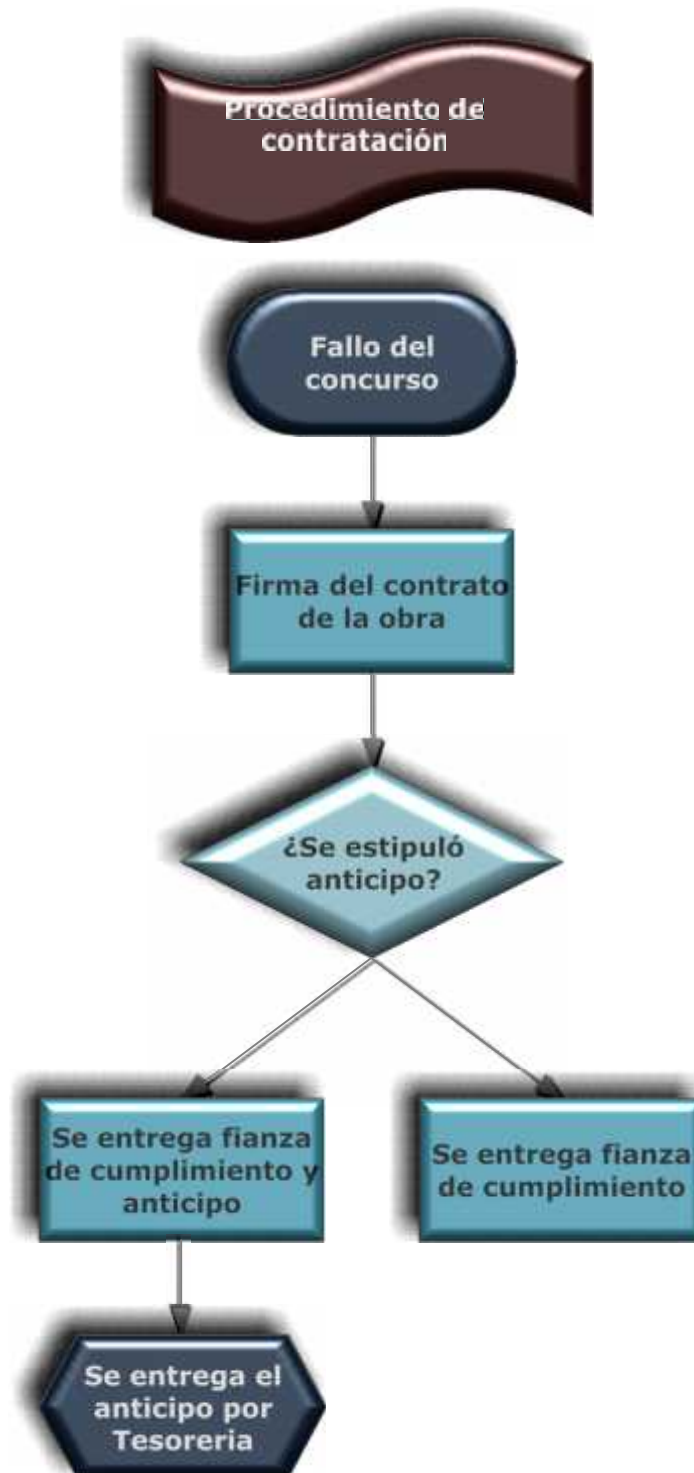 Procedimiento de
contratación
Fallo del
concurso
Firma del contrato
de la obra
¿Se estipuló
anticipo?
Se entrega fianza
de cumplimiento y
anticipo
Se entrega fianza
de cumplimiento
Se entrega el
anticipo por
Tesoreria